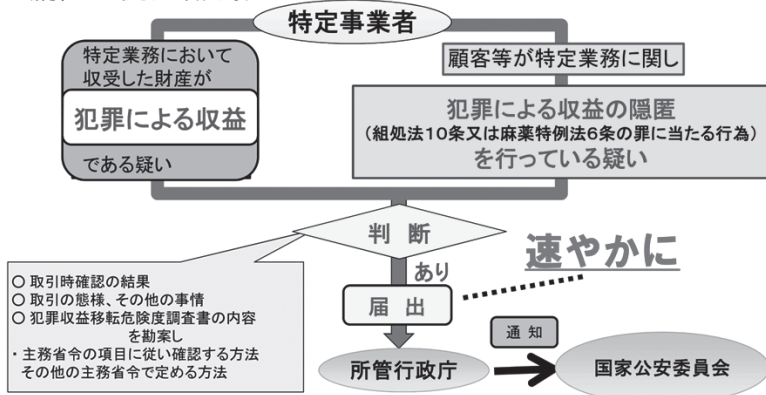 特定事業者
特定業務において
収受した財産が
犯罪による収益
である疑い
顧客等が特定業務に関し
犯罪による収益の隠匿
(組処法10条又は麻薬特例法6条の罪に当たる行為)
を行っている疑い
判 断
速やかに
あり
届 出
○ 取引時確認の結果
○ 取引の態様、その他の事情
○ 犯罪収益移転危険度調査書の内容
を勘案し
・主務省令の項目に従い確認する方法
その他の主務省令で定める方法
所管行政庁
通 知
国家公安委員会